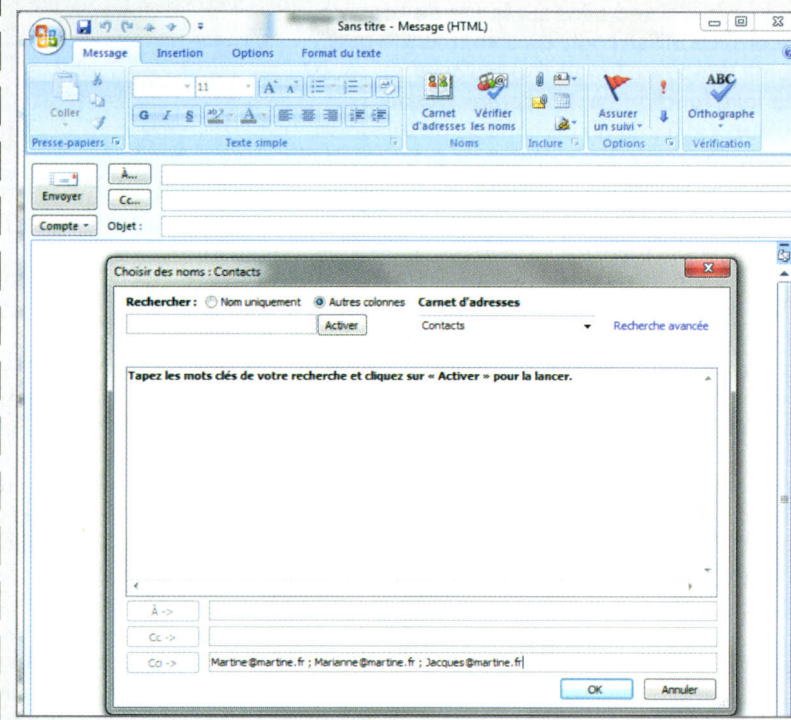 Sans titre - Message (HTML)
Message Insertion Options Format du texte
Coller
11
A A
G I S ab A
Carnet d'adresses
Vérifier les noms
Assurer un suivi
ABC
Orthographe
Presse-papiers Texte simple Noms Inclure Options Vérification
Envoyer
À...
Cc...
Compte Objet :
Choisir des noms : Contacts
Rechercher : Nom uniquement Autres colonnes Carnet d'adresses
Activer Contacts Recherche avancée
Tapez les mots clés de votre recherche et cliquez sur « Activer » pour la lancer.
À ->
Cc ->
Cci -> Martine@martine.fr ; Marianne@martine.fr ; Jacques@martine.fr
OK Annuler